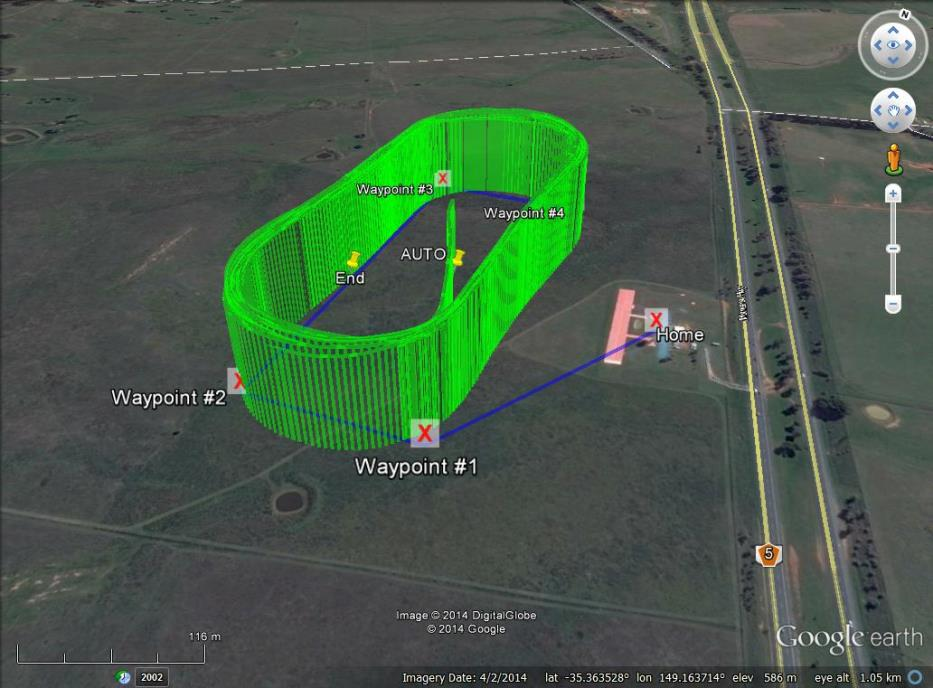 N
Waypoint #3
Waypoint #4
AUTO
End
Home
Waypoint #2
Waypoint #1
5
Image © 2014 DigitalGlobe
© 2014 Google
Google earth
116 m
2002
Imagery Date: 4/2/2014 lat -35.363528° lon 149.163714° elev 586 m eye alt 1.05 km